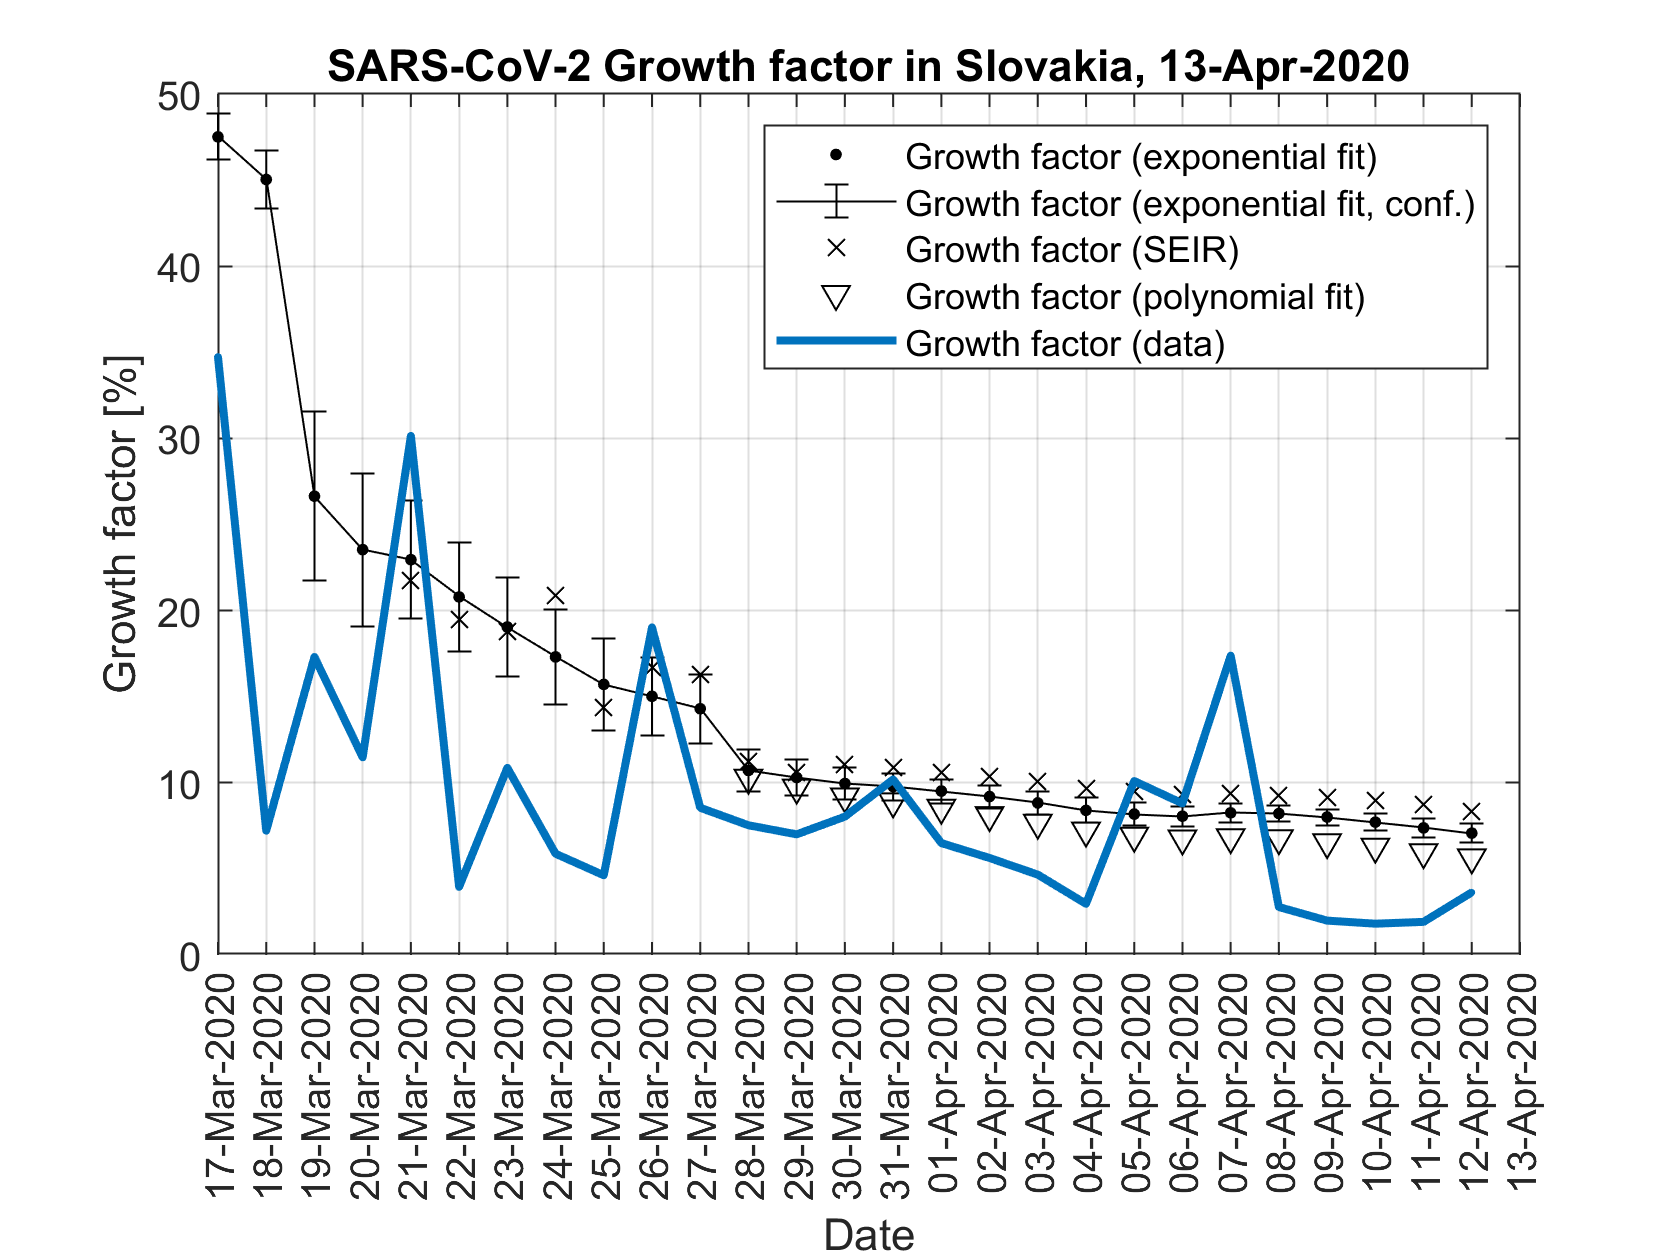 SARS-CoV-2 Growth factor in Slovakia, 13-Apr-2020
50
40
30
20
10
0
Growth factor [%]
Growth factor (exponential fit)
Growth factor (exponential fit, conf.)
Growth factor (SEIR)
Growth factor (polynomial fit)
Growth factor (data)
17-Mar-2020
18-Mar-2020
19-Mar-2020
20-Mar-2020
21-Mar-2020
22-Mar-2020
23-Mar-2020
24-Mar-2020
25-Mar-2020
26-Mar-2020
27-Mar-2020
28-Mar-2020
29-Mar-2020
30-Mar-2020
31-Mar-2020
01-Apr-2020
02-Apr-2020
03-Apr-2020
04-Apr-2020
05-Apr-2020
06-Apr-2020
07-Apr-2020
08-Apr-2020
09-Apr-2020
10-Apr-2020
11-Apr-2020
12-Apr-2020
13-Apr-2020
Date